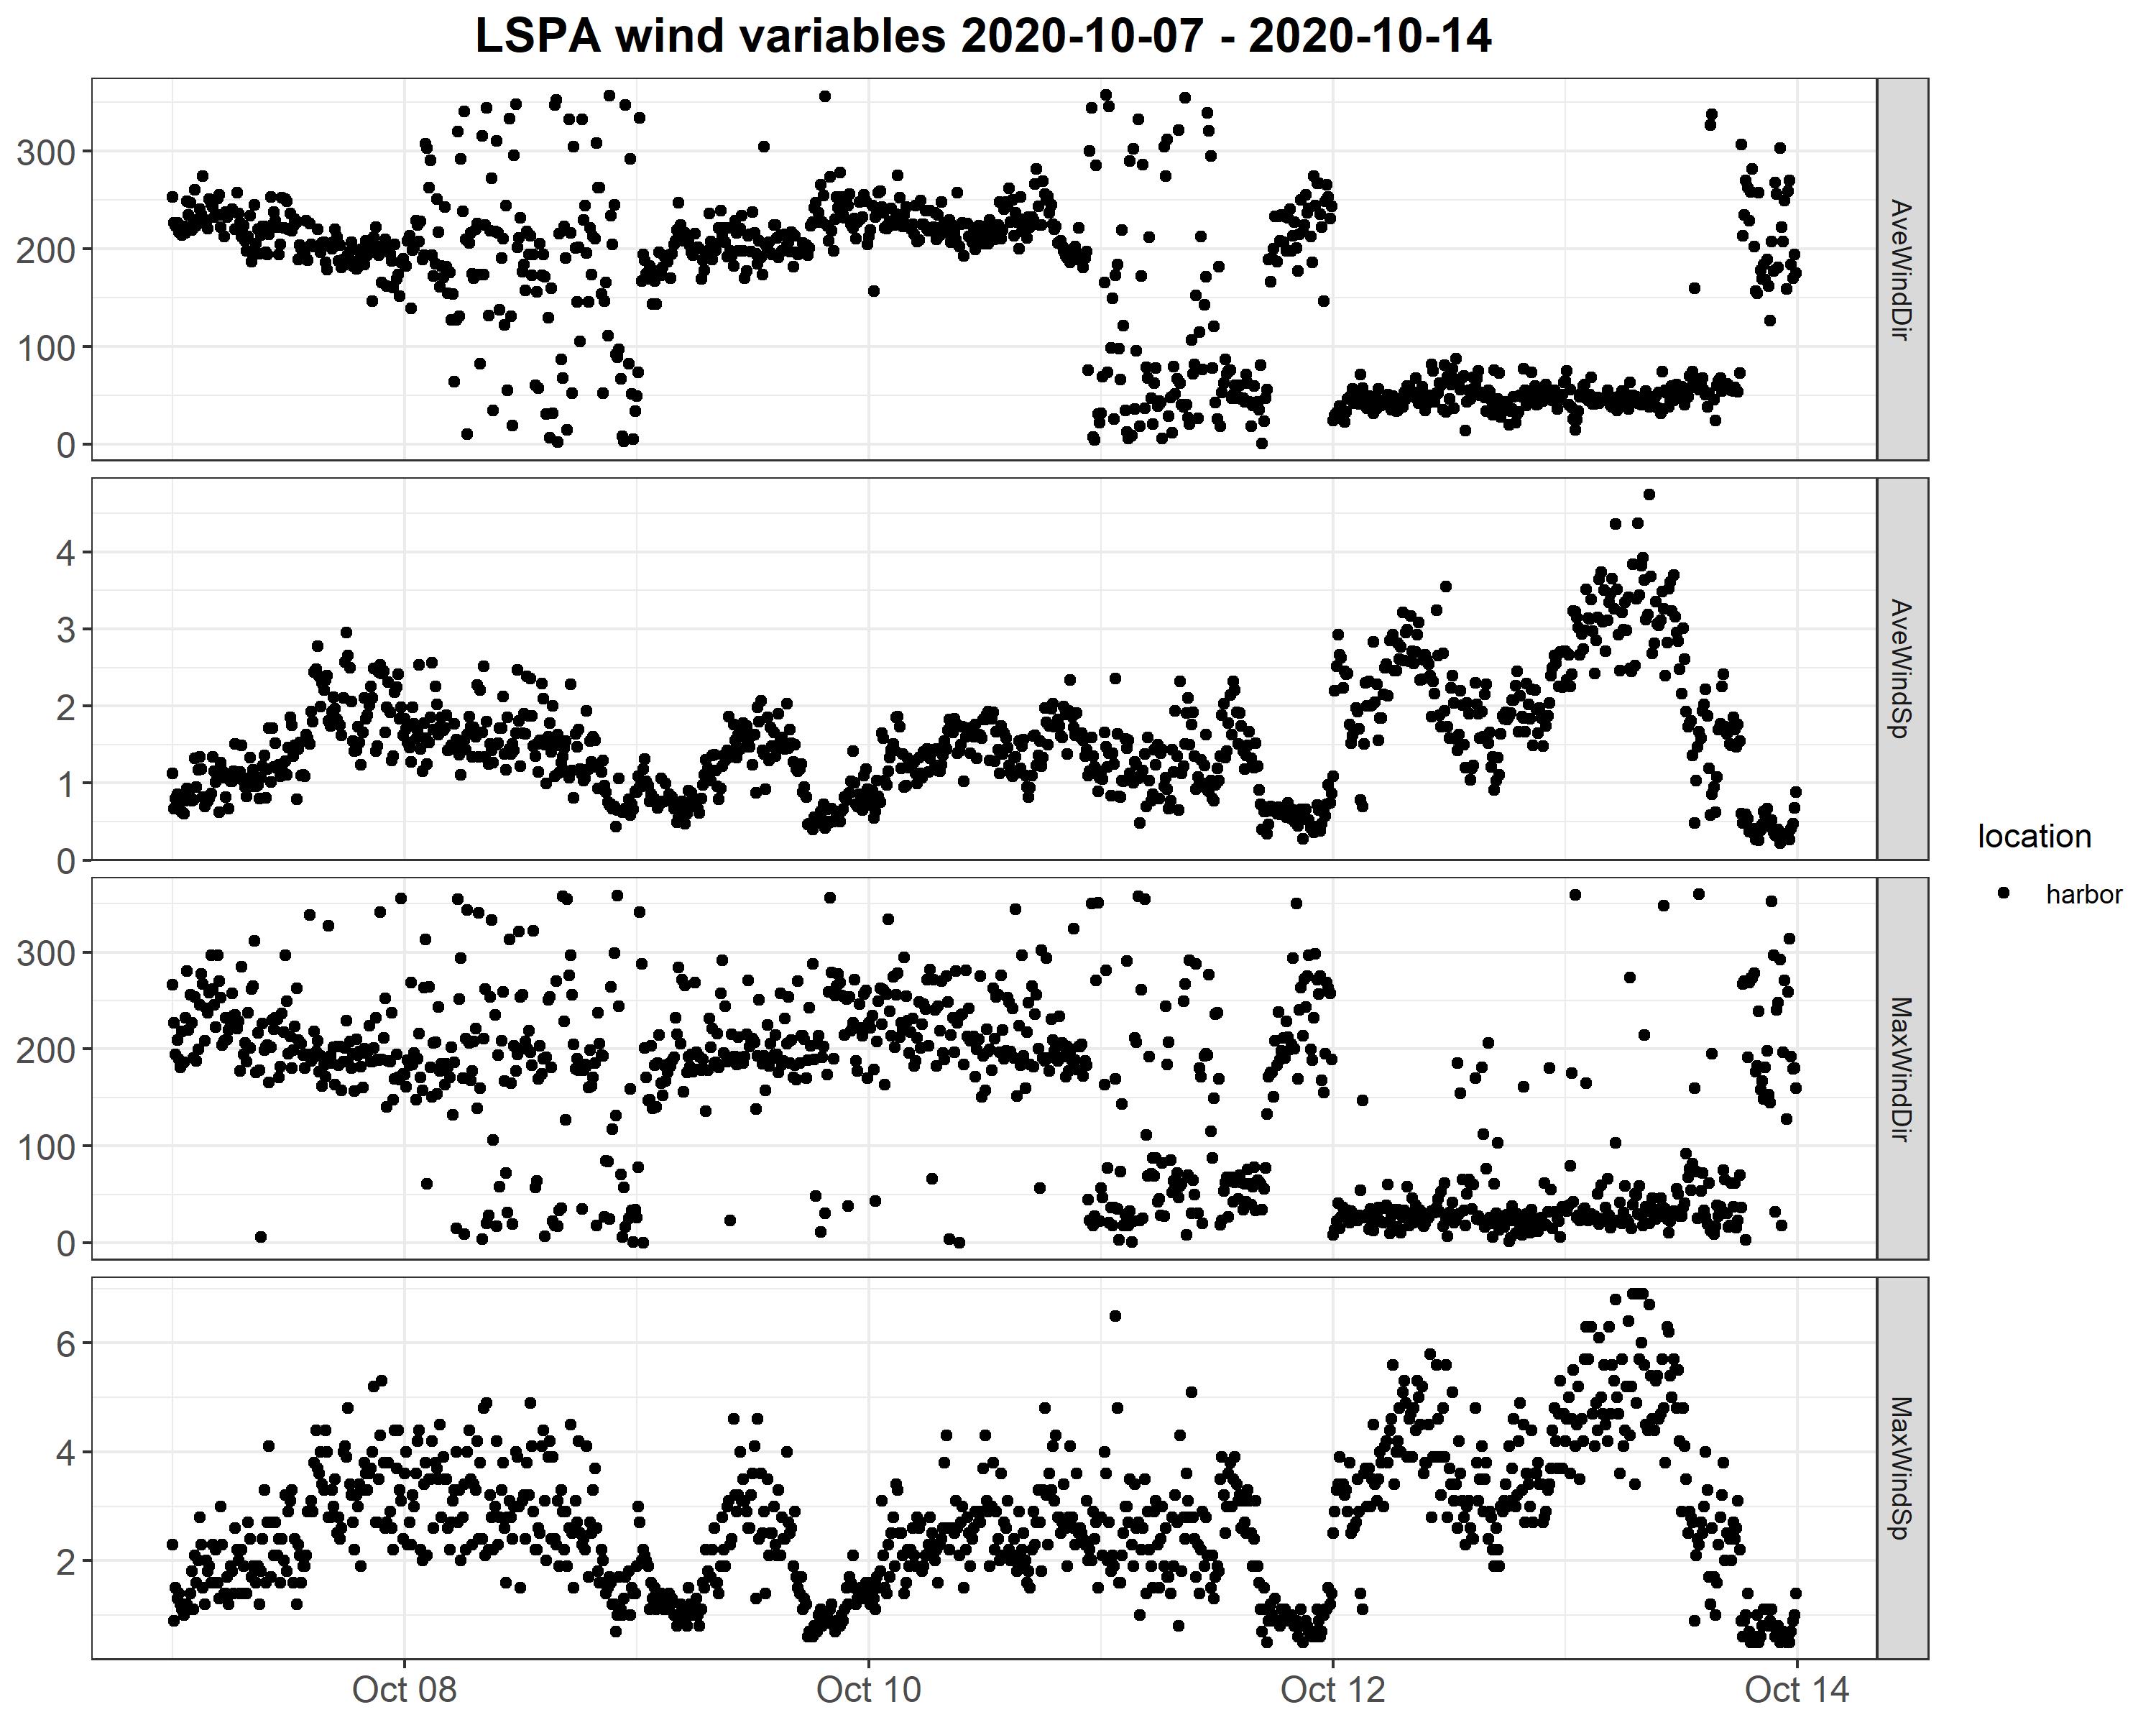 LSPA wind variables 2020-10-07 - 2020-10-14
300
200
100
0
AveWindDir
4
3
2
1
0
AveWindSp
location
harbor
300
200
100
0
MaxWindDir
6
4
2
MaxWindSp
Oct 08
Oct 10
Oct 12
Oct 14